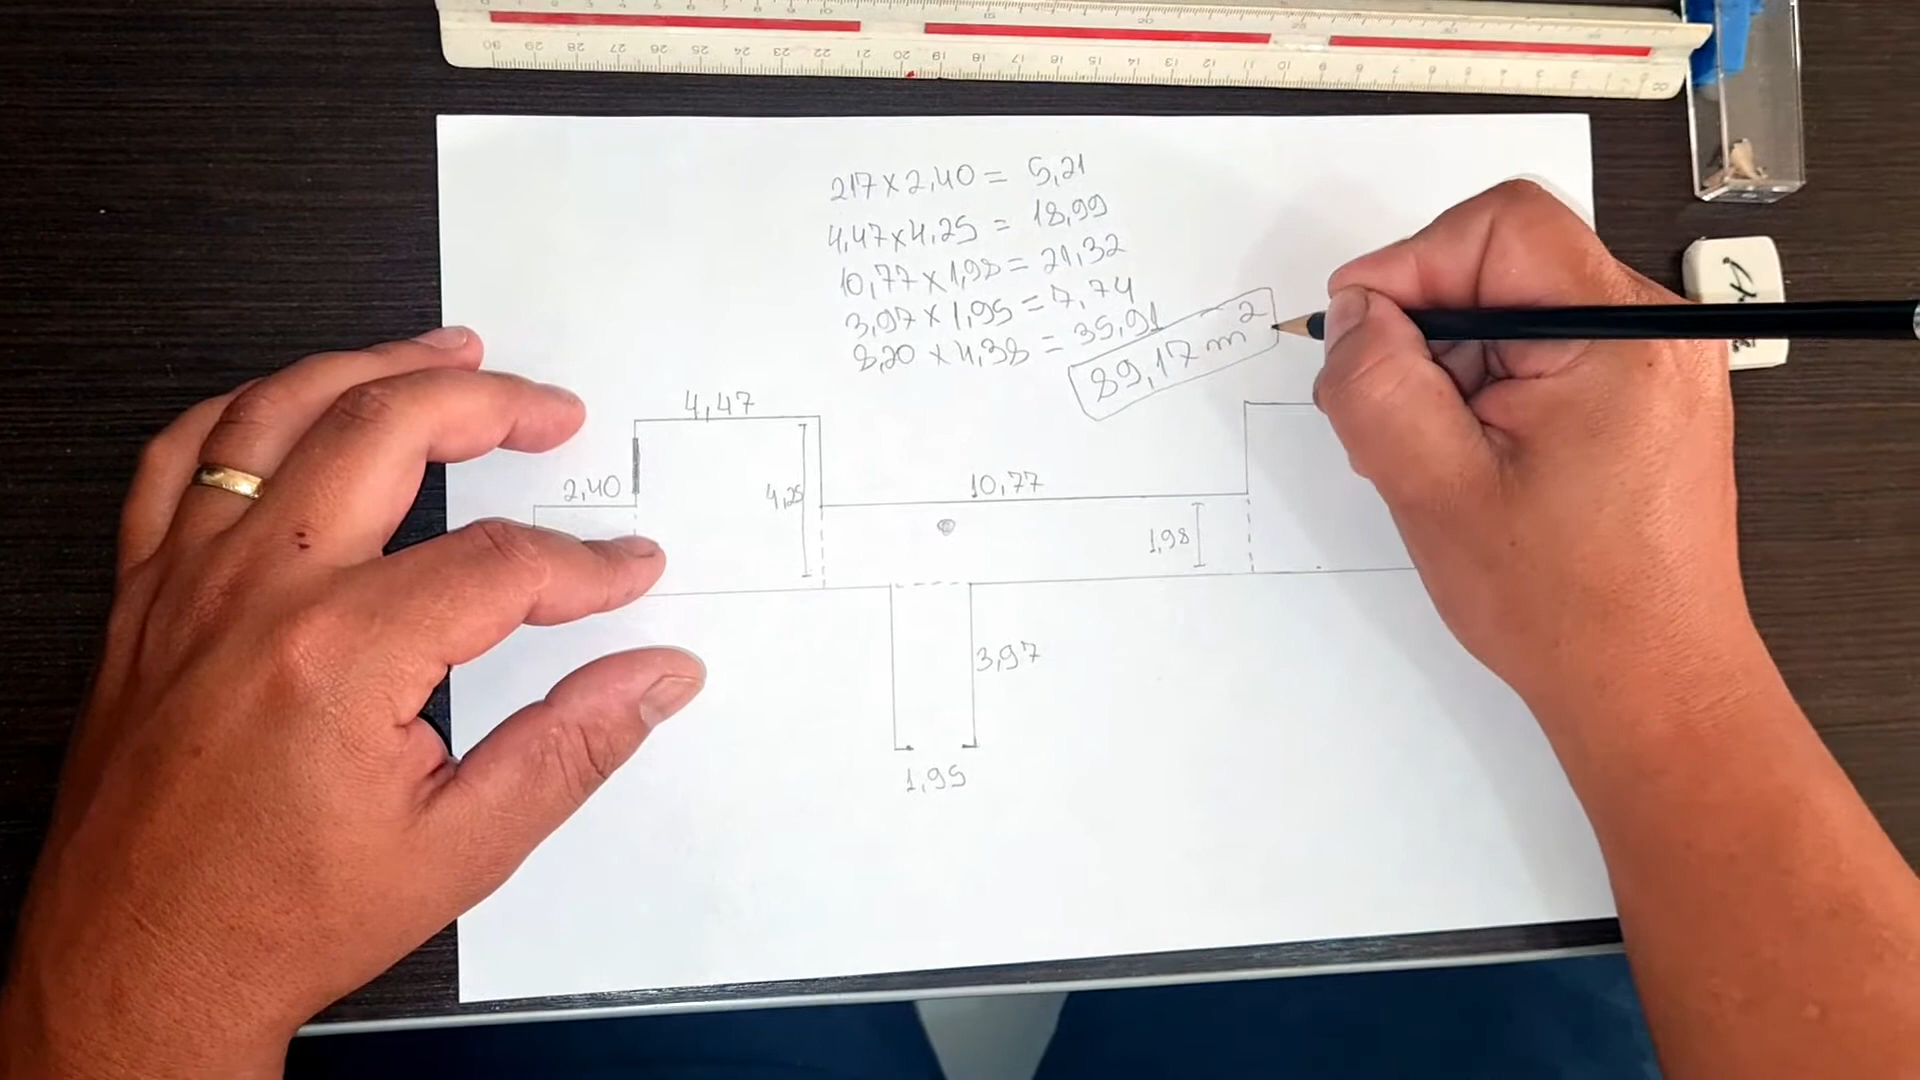 217×2,40 = 5,21
4,47×4,25 = 18,99
10,77×1,98 = 21,32
3,97×1,95 = 7,74
8,20×4,38 = 35,91
89,17 m²
4,47
2,40
4,25
10,77
1,98
3,97
1,95